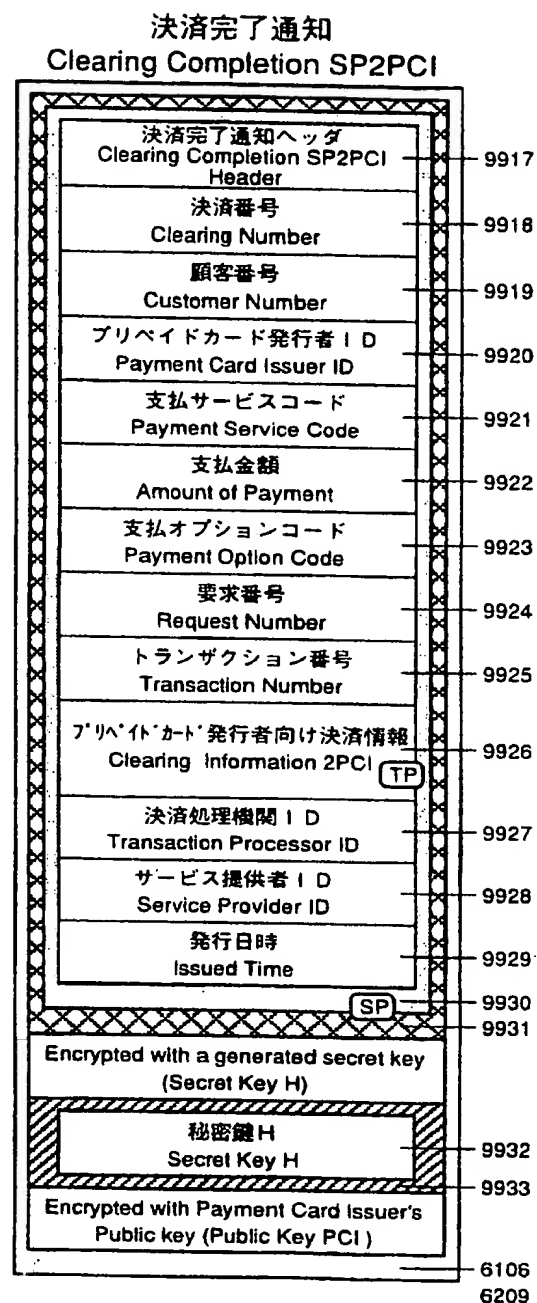 決済完了通知
Clearing Completion SP2PCI
決済完了通知ヘッダ
Clearing Completion SP2PCI
Header
9917
決済番号
Clearing Number
9918
顧客番号
Customer Number
9919
プリペイドカード発行者ID
Payment Card Issuer ID
9920
支払サービスコード
Payment Service Code
9921
支払金額
Amount of Payment
9922
支払オプションコード
Payment Option Code
9923
要求番号
Request Number
9924
トランザクション番号
Transaction Number
9925
プリペイドカード発行者向け決済情報
Clearing Information 2PCI
TP
9926
決済処理機関ID
Transaction Processor ID
9927
サービス提供者ID
Service Provider ID
9928
発行日時
Issued Time
9929
SP
9930
9931
Encrypted with a generated secret key
(Secret Key H)
秘密鍵H
Secret Key H
9932
9933
Encrypted with Payment Card Issuer's
Public key (Public Key PCI )
6106
6209